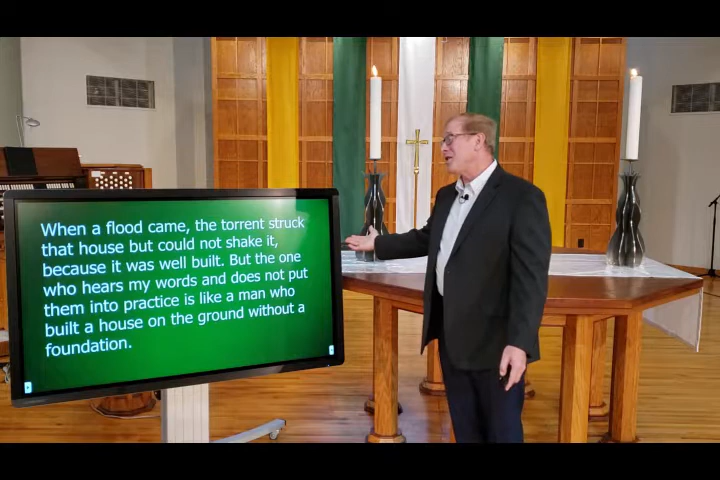 When a flood came, the torrent struck
that house but could not shake it,
because it was well built. But the one
who hears my words and does not put
them into practice is like a man who
built a house on the ground without a
foundation.